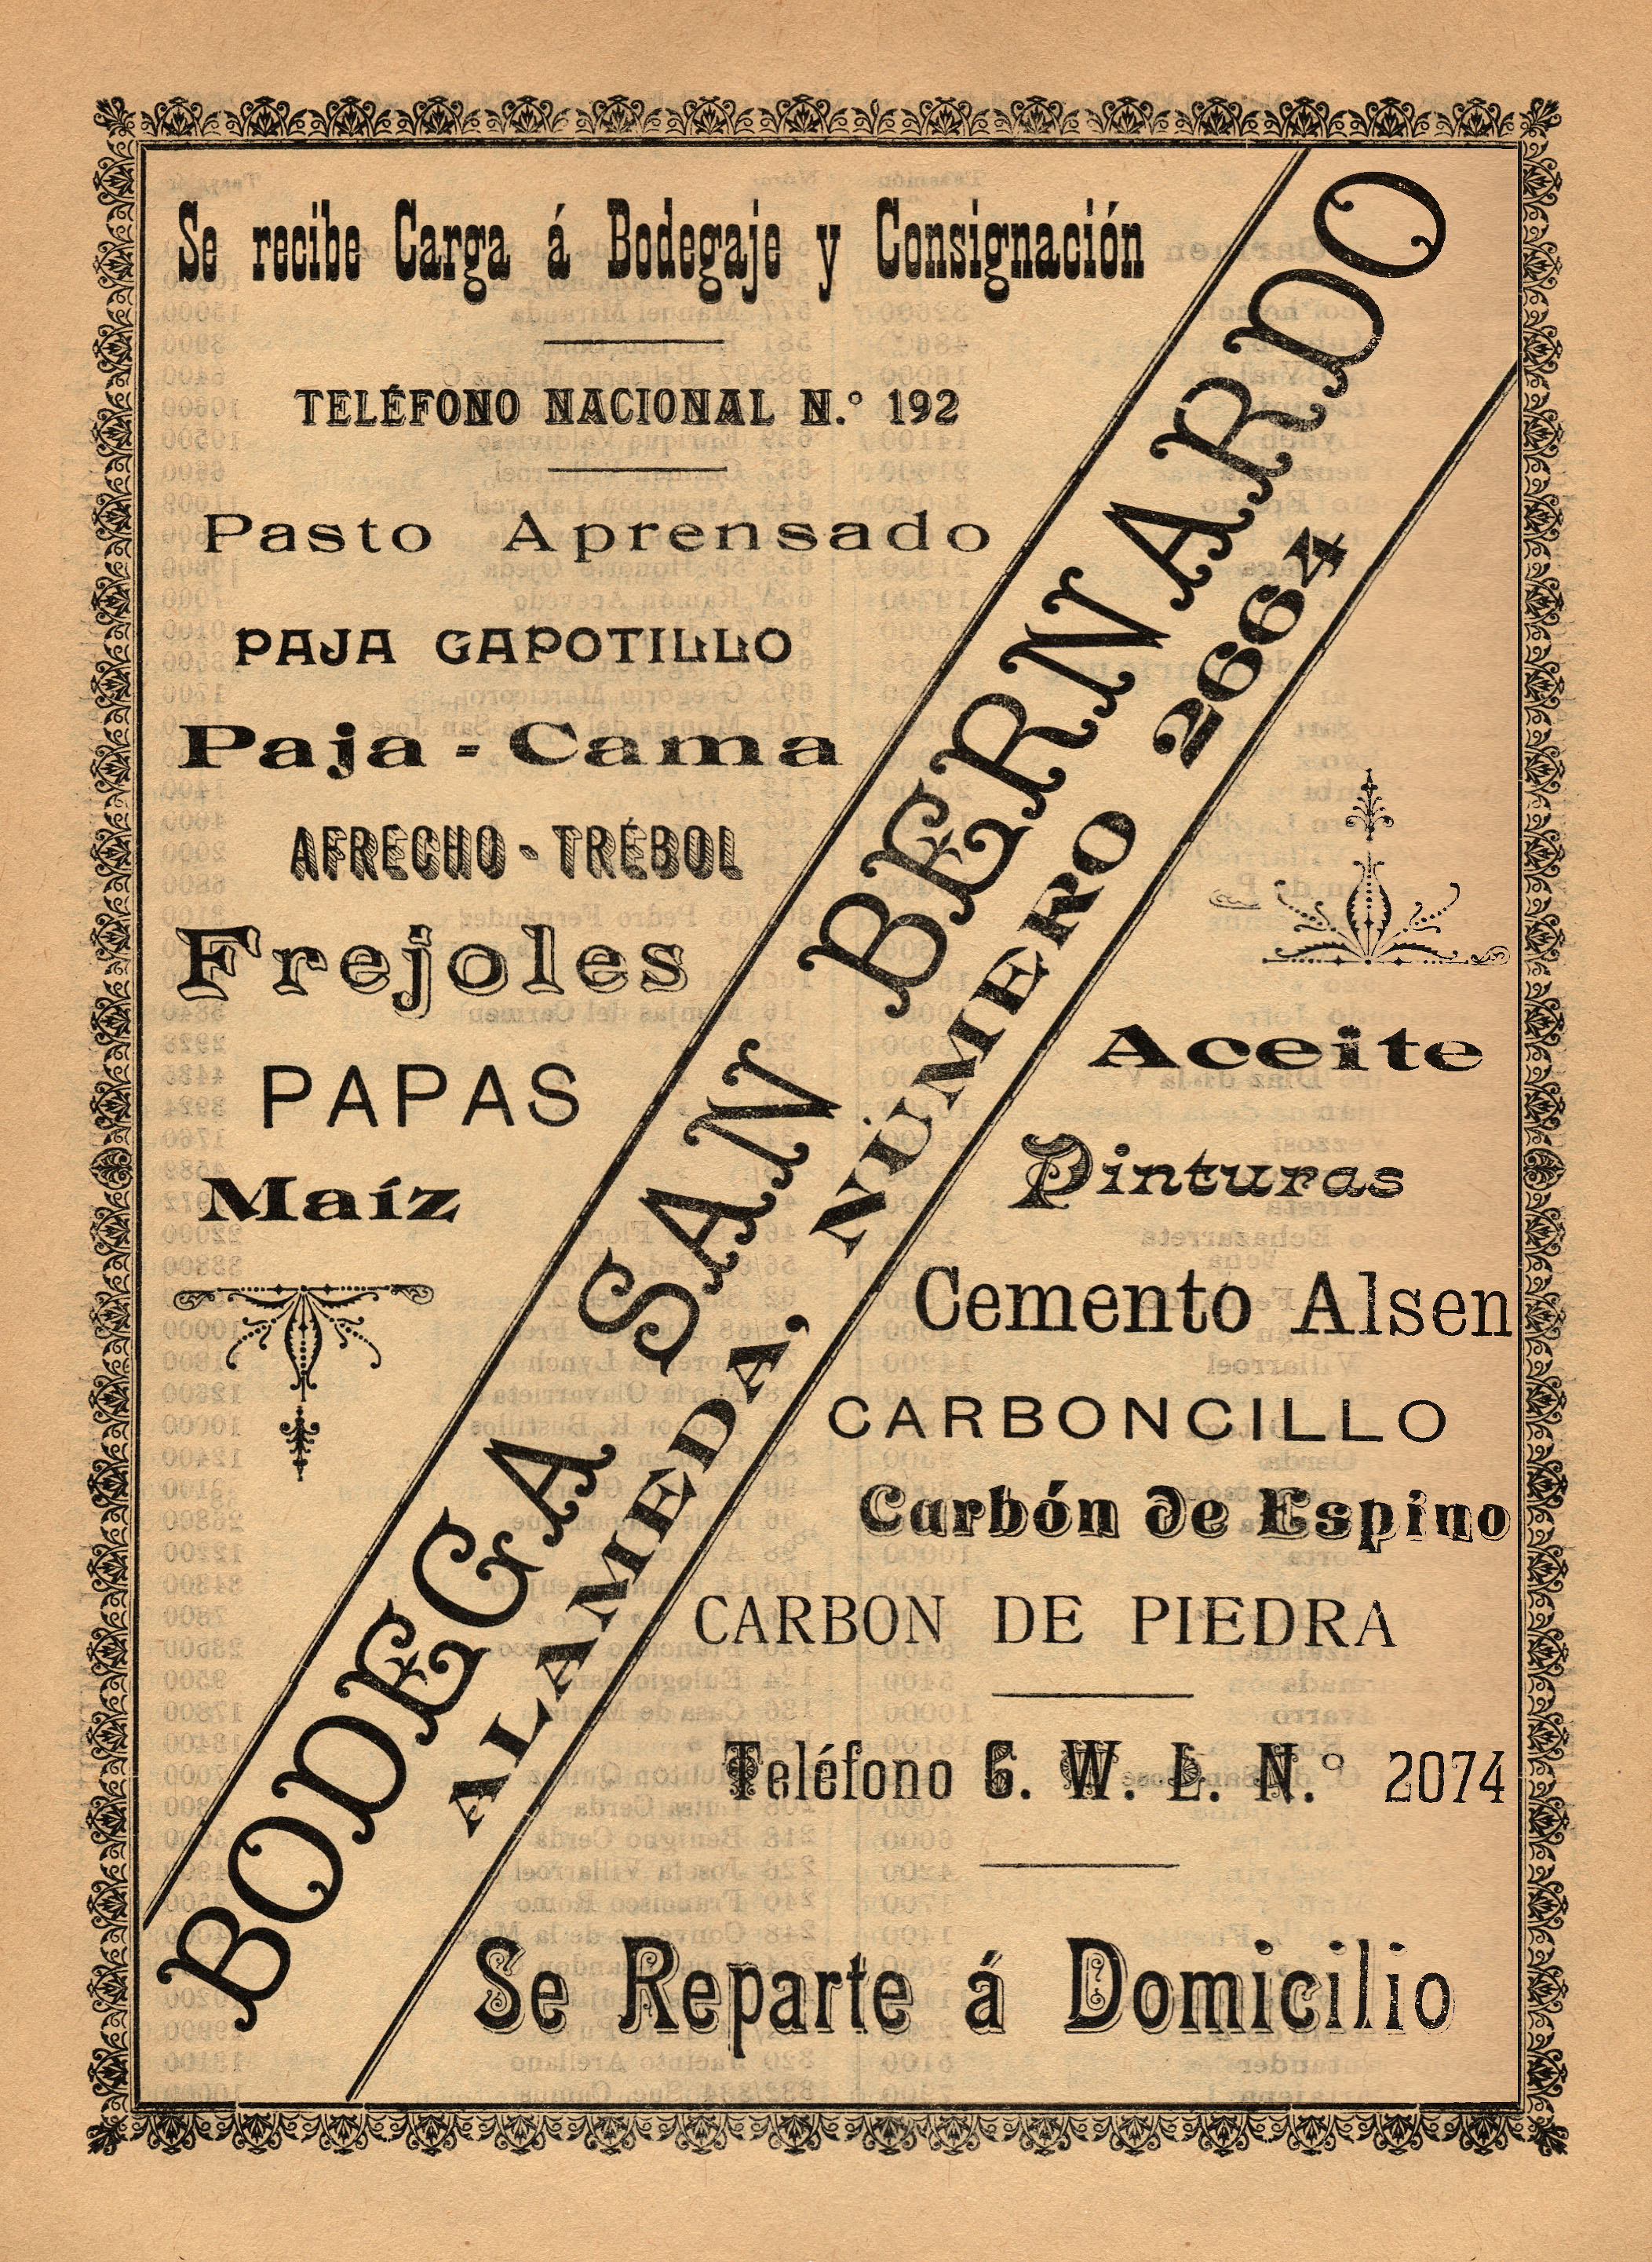 Se recibe Carga á Bodegaje y Consignación
TELÉFONO NACIONAL N.º 192
Pasto Aprensado
PAJA GAPOTILLO
Paja-Cama
AFRECHO-TRÉBOL
Frejoles
PAPAS
Maíz
BODEGA SAN BERNARDO
ALAMEDA, NÚMERO 2664
Aceite
Pinturas
Cemento Alsen
CARBONCILLO
Carbón de Espino
CARBON DE PIEDRA
Teléfono C. W. L. N.º 2074
Se Reparte á Domicilio